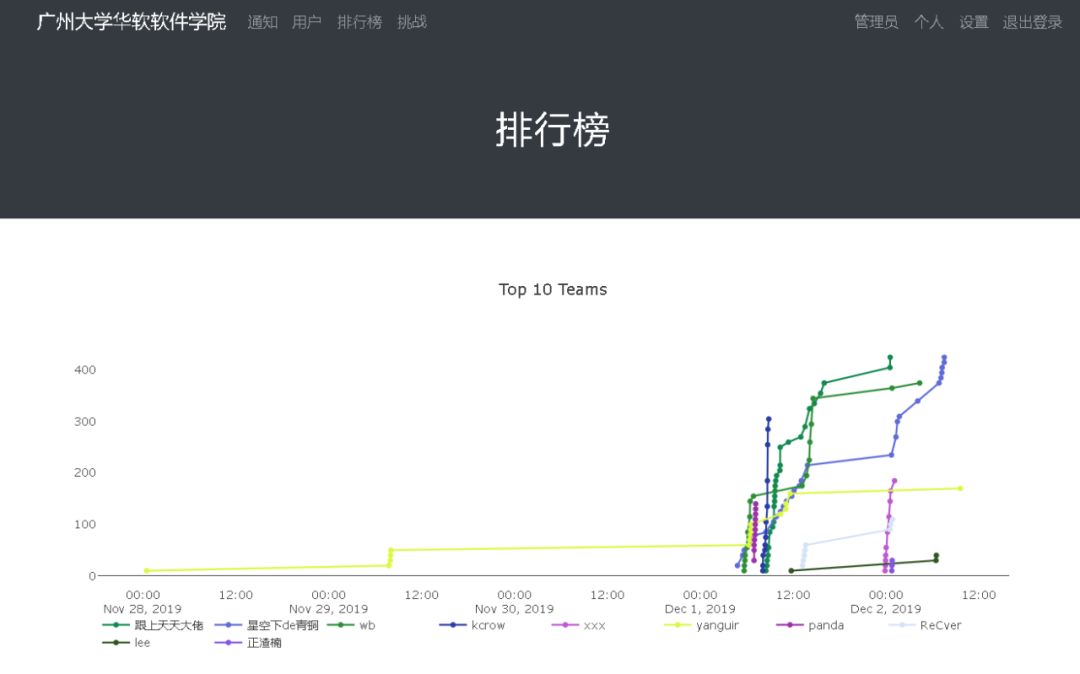 广州大学华软软件学院 通知 用户 排行榜 挑战 管理员 个人 设置 退出登录
排行榜
Top 10 Teams
400
300
200
100
0
00:00 12:00 00:00 12:00 00:00 12:00 00:00 12:00 00:00 12:00
Nov 28, 2019 Nov 29, 2019 Nov 30, 2019 Dec 1, 2019 Dec 2, 2019
跟上天天大佬 星空下de青铜 wb kcrow xxx yanguir panda ReCver
lee 正渣楠